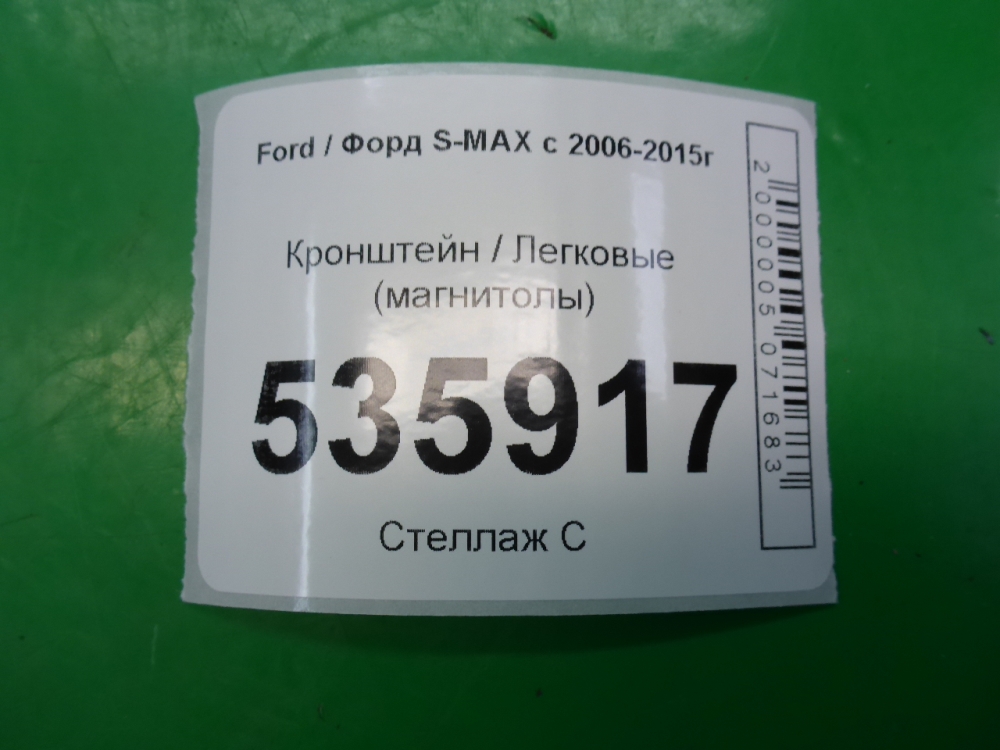 Ford / Форд S-MAX с 2006-2015г
Кронштейн / Легковые
(магнитолы)
535917
Стеллаж С
2000005071683